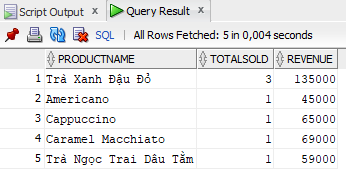 Script Output × Query Result ×
SQL | All Rows Fetched: 5 in 0,004 seconds
PRODUCTNAME TOTALSOLD REVENUE
1 Trà Xanh Đậu Đỏ 3 135000
2 Americano 1 45000
3 Cappuccino 1 65000
4 Caramel Macchiato 1 69000
5 Trà Ngọc Trai Dâu Tằm 1 59000